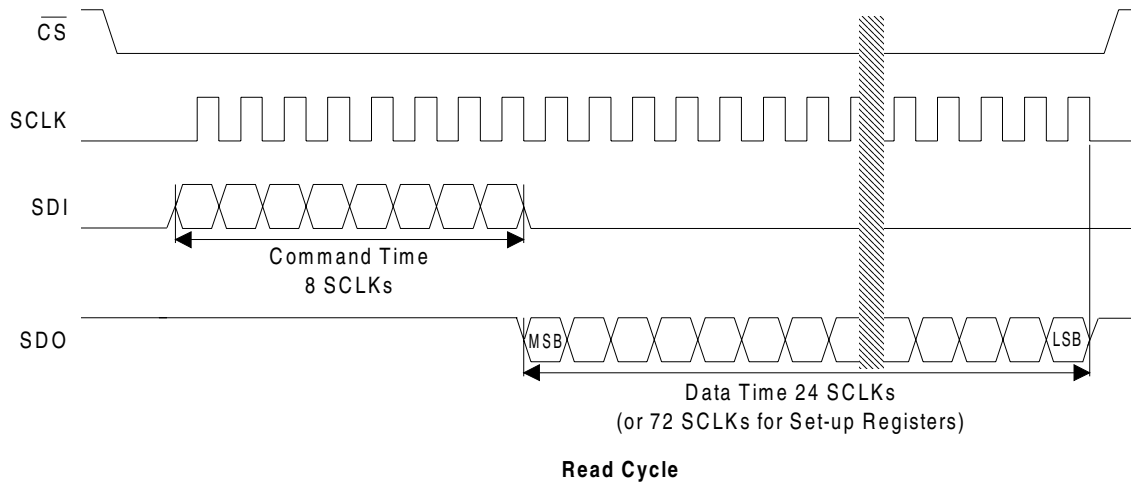 CS
SCLK
SDI
Command Time
8 SCLKs
SDO
MSB
LSB
Data Time 24 SCLKs
(or 72 SCLKs for Set-up Registers)
Read Cycle